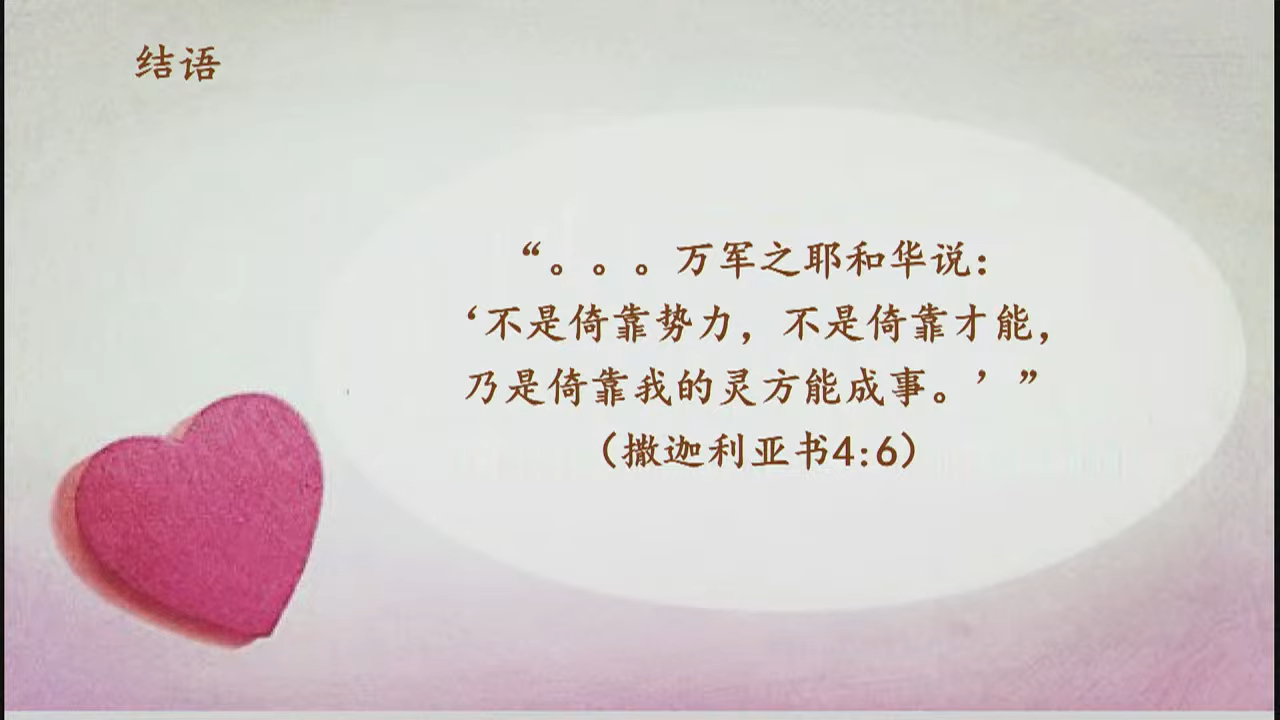 结语
“。。。万军之耶和华说：
‘不是倚靠势力，不是倚靠才能，
乃是倚靠我的灵方能成事。’”
（撒迦利亚书4:6）